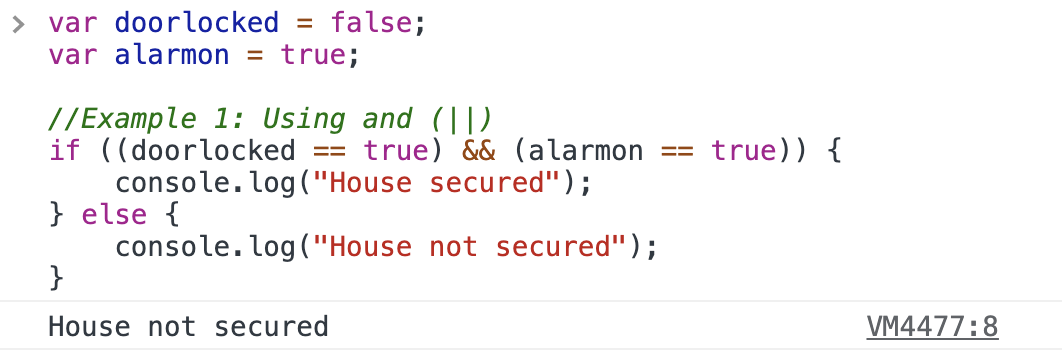 > var doorlocked = false;
var alarmon = true;
//Example 1: Using and (||)
if ((doorlocked == true) && (alarmon == true)) {
    console.log("House secured");
} else {
    console.log("House not secured");
}
House not secured VM4477:8